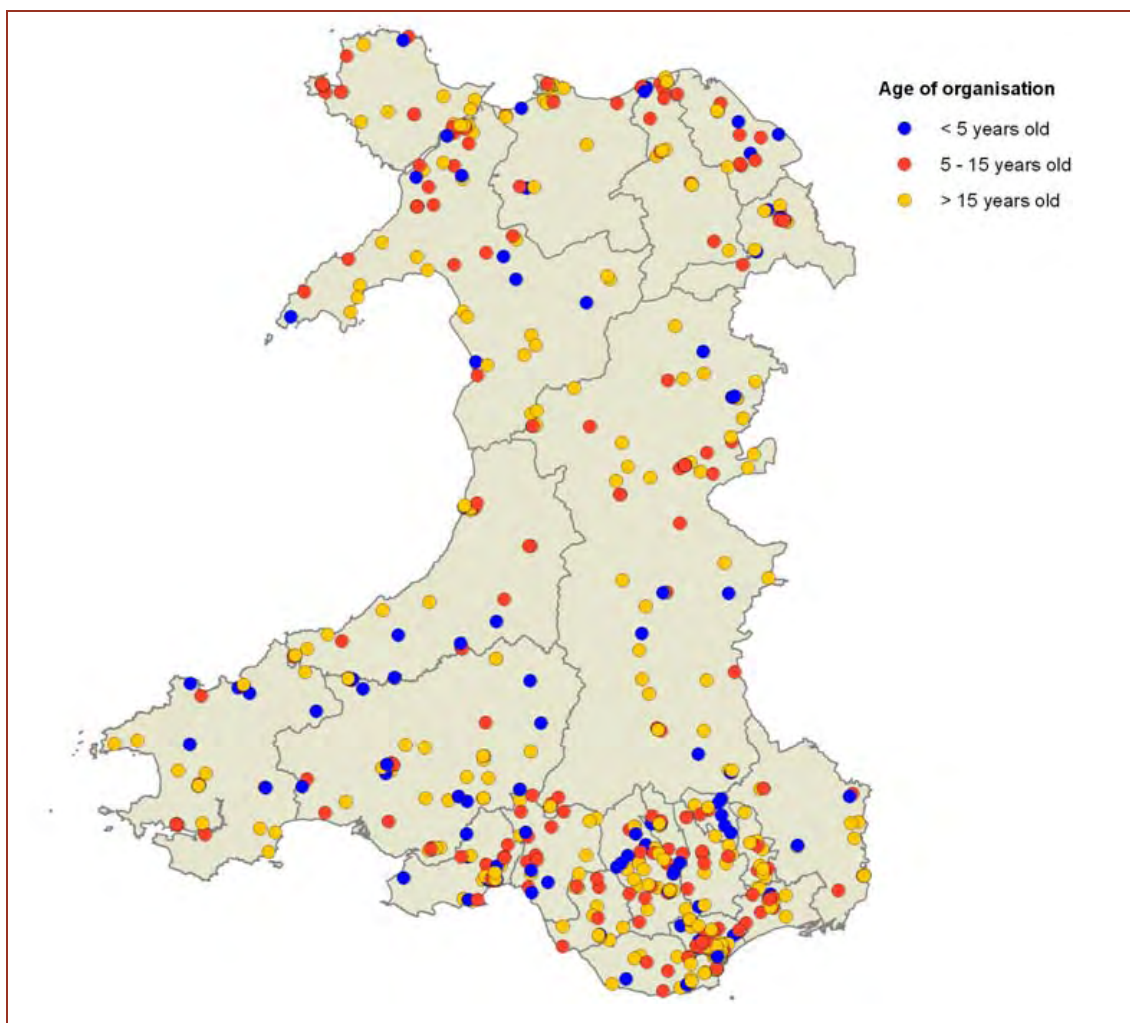 Age of organisation
< 5 years old
5 - 15 years old
> 15 years old